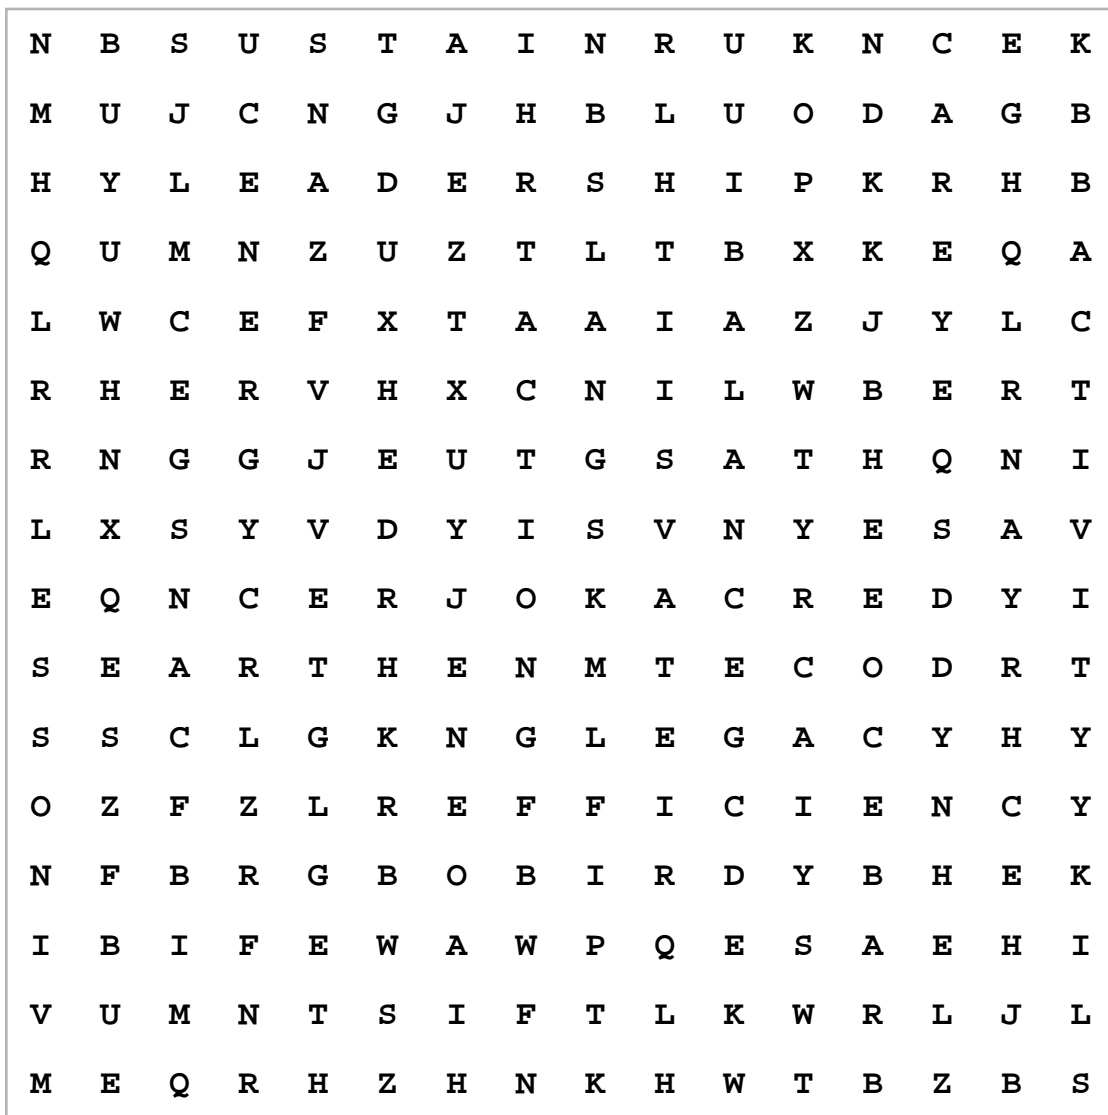 N B S U S T A I N R U K N C E K
M U J C N G J H B L U O D A G B
H Y L E A D E R S H I P K R H B
Q U M N Z U Z T L T B X K E Q A
L W C E F X T A A I A Z J Y L C
R H E R V H X C N I L W B E R T
R N G G J E U T G S A T H Q N I
L X S Y V D Y I S V N Y E S A V
E Q N C E R J O K A C R E D Y I
S E A R T H E N M T E C O D R T
S S C L G K N G L E G A C Y H Y
O Z F Z L R E F F I C I E N C Y
N F B R G B O B I R D Y B H E K
I B I F E W A W P Q E S A E H I
V U M N T S I F T L K W R L J L
M E Q R H Z H N K H W T B Z B S